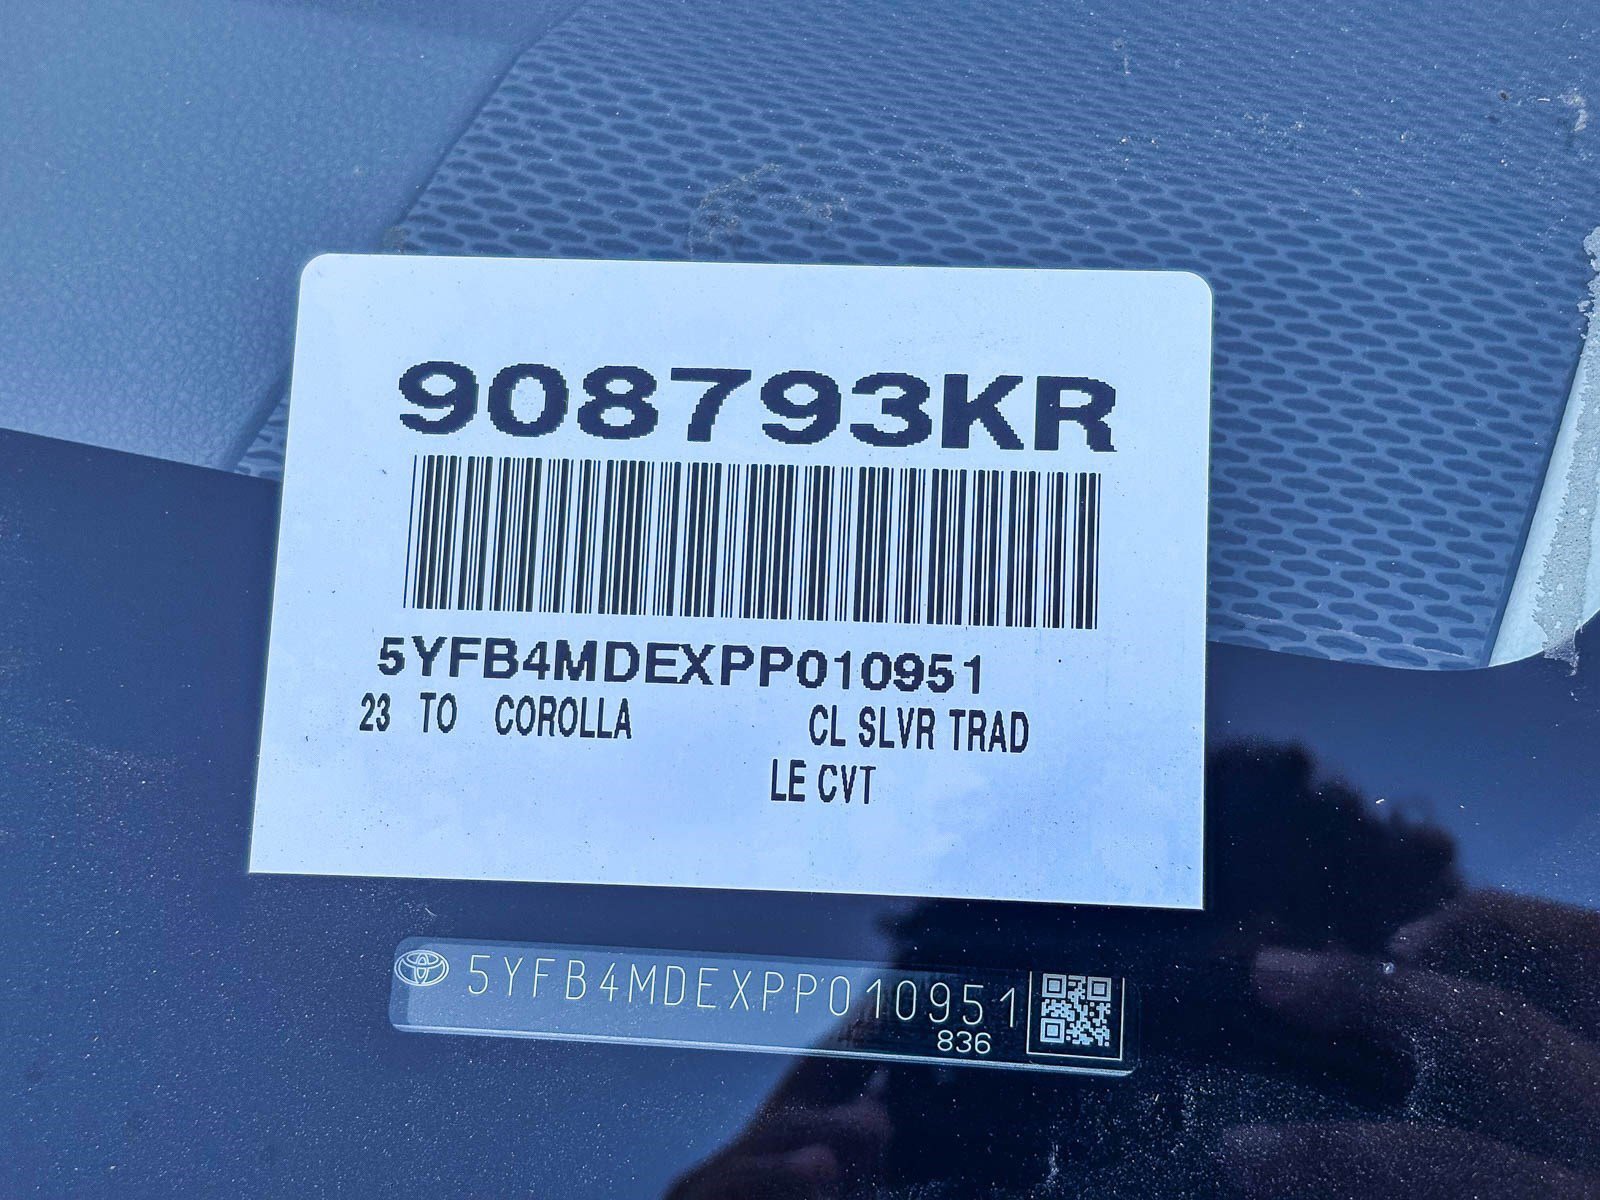 908793KR
5YFB4MDEXPP010951
23 TO COROLLA CL SLVR TRAD
LE CVT
5YFB4MDEXPP010951
836